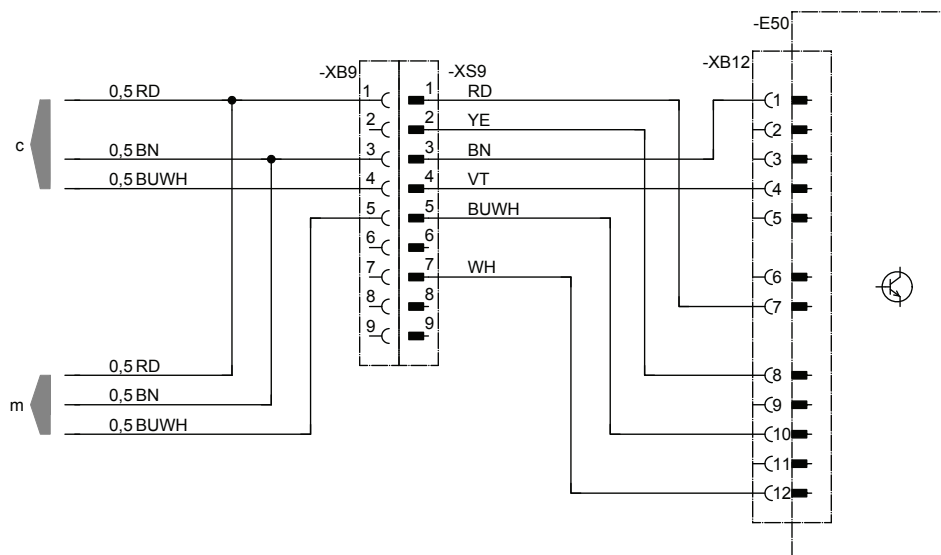 -E50
-XB9 -XS9 -XB12
0,5 RD 1 1 RD 1
2 2 YE 2
c 0,5 BN 3 3 BN 3
0,5 BUWH 4 4 VT 4
5 5 BUWH 5
6 6
7 7 WH 6
8 8 7
9 9
0,5 RD 8
m 0,5 BN 9
0,5 BUWH 10
11
12